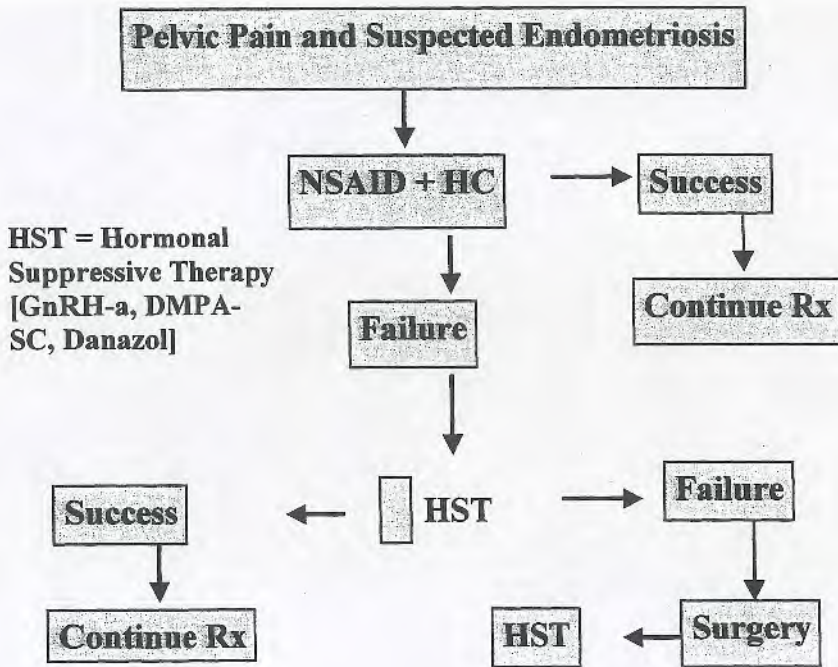 Pelvic Pain and Suspected Endometriosis
NSAID + HC
Success
HST = Hormonal
Suppressive Therapy
[GnRH-a, DMPA-
SC, Danazol]
Continue Rx
Failure
HST
Failure
Success
Continue Rx
HST
Surgery